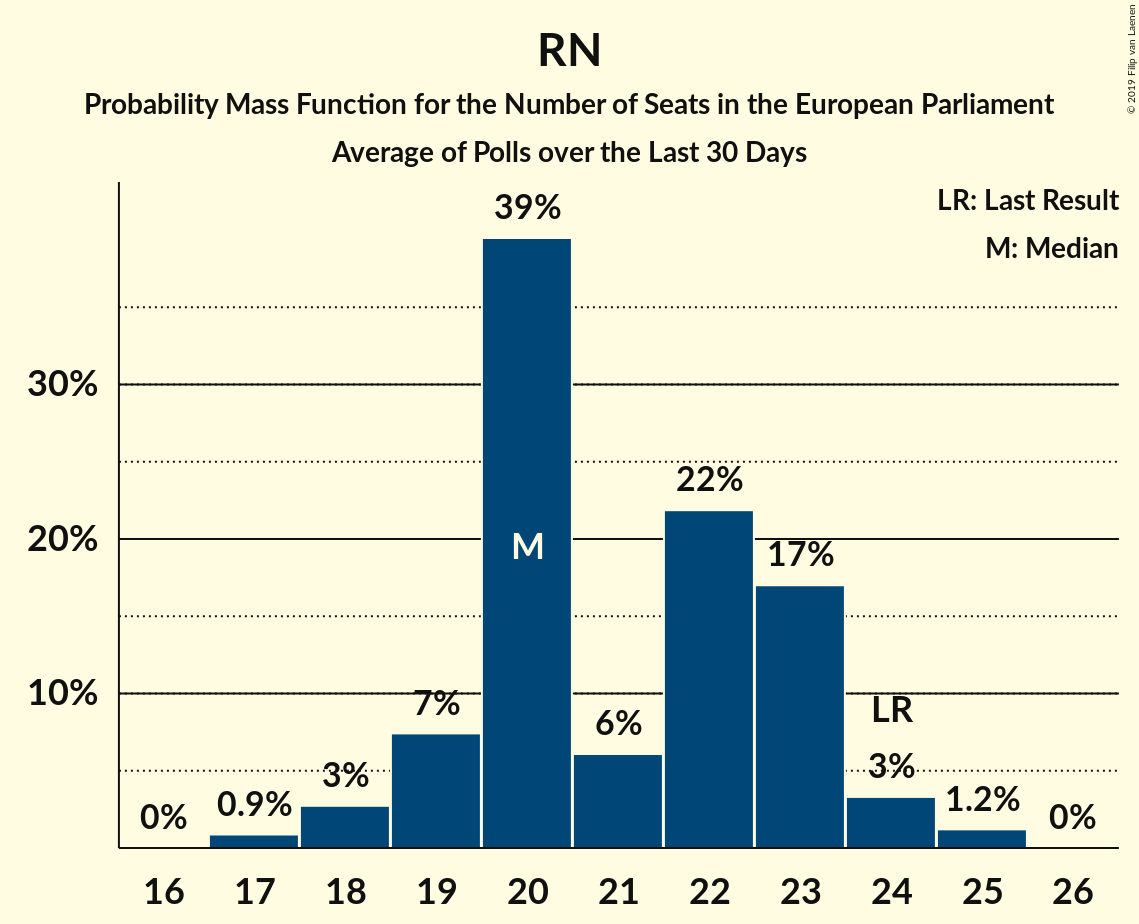 RN
Probability Mass Function for the Number of Seats in the European Parliament
Average of Polls over the Last 30 Days
© 2019 Filip van Laenen
LR: Last Result
M: Median
39%
30%
22%
20%
M
17%
10%
7%
6%
LR
3%
3%
0%
0.9%
1.2%
0%
16 17 18 19 20 21 22 23 24 25 26